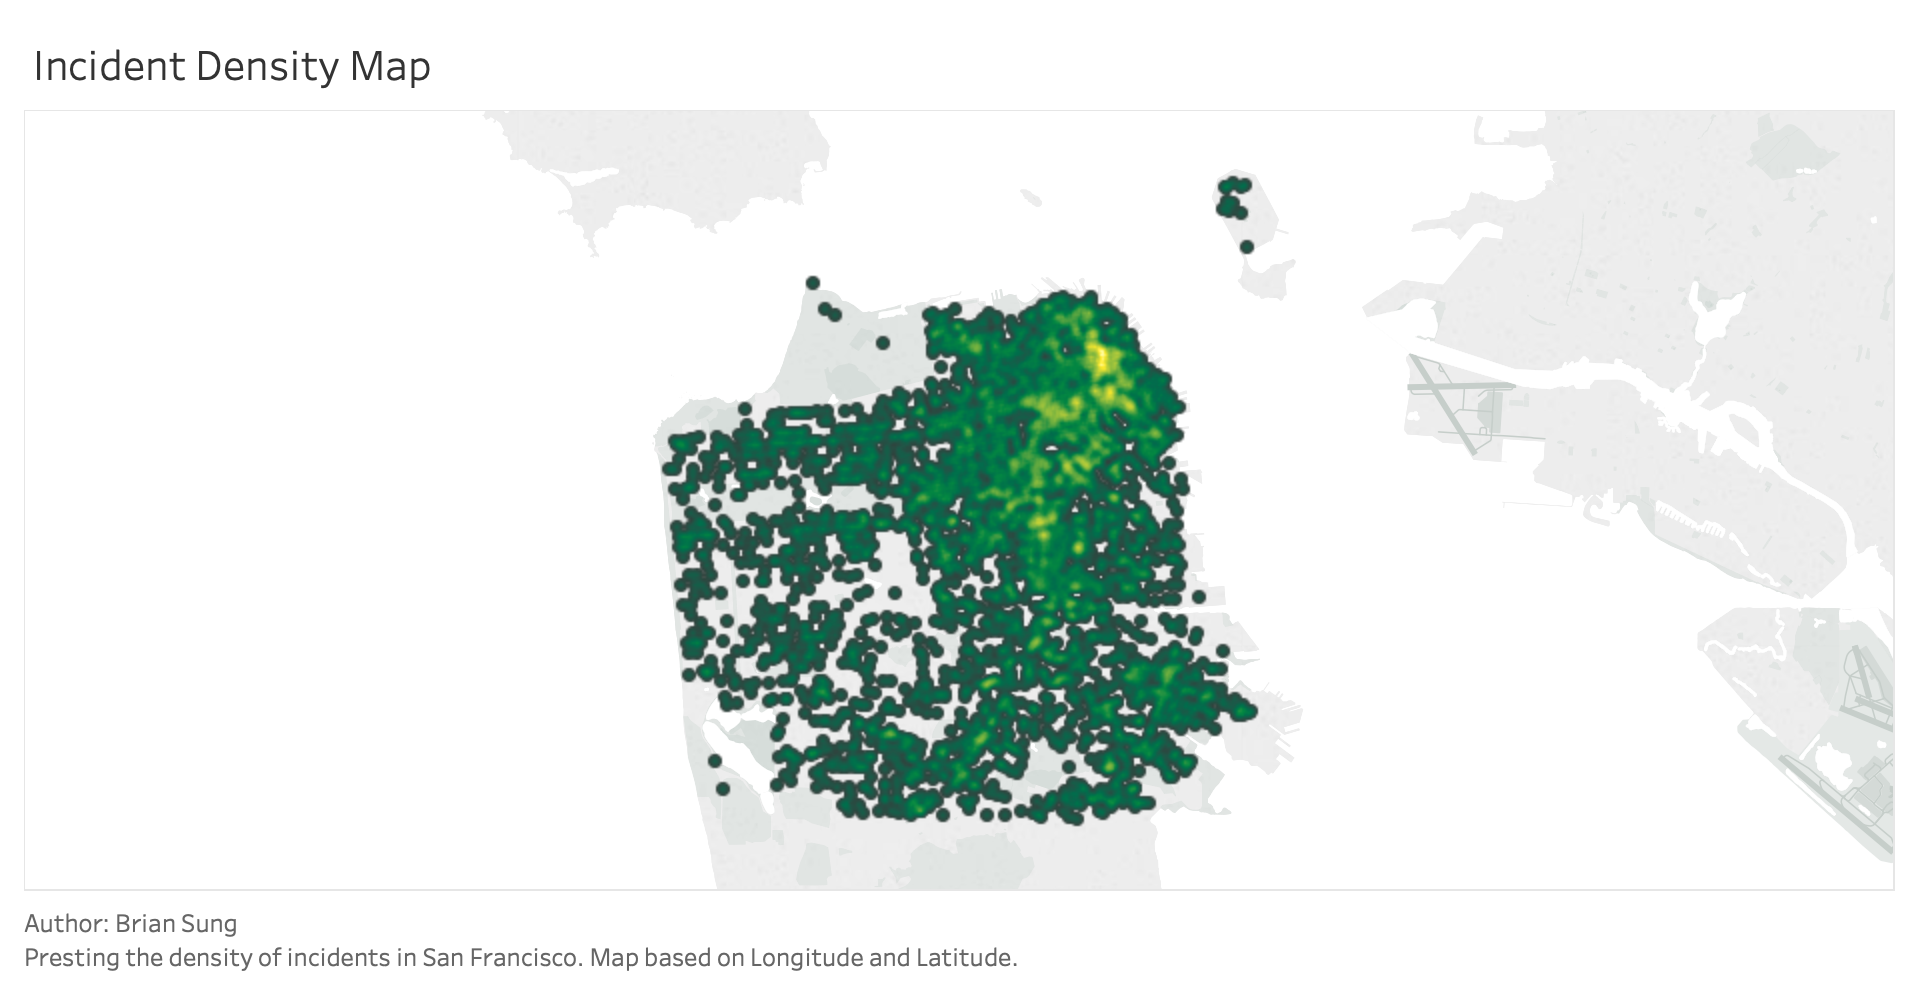 Incident Density Map
Author: Brian Sung
Presting the density of incidents in San Francisco. Map based on Longitude and Latitude.